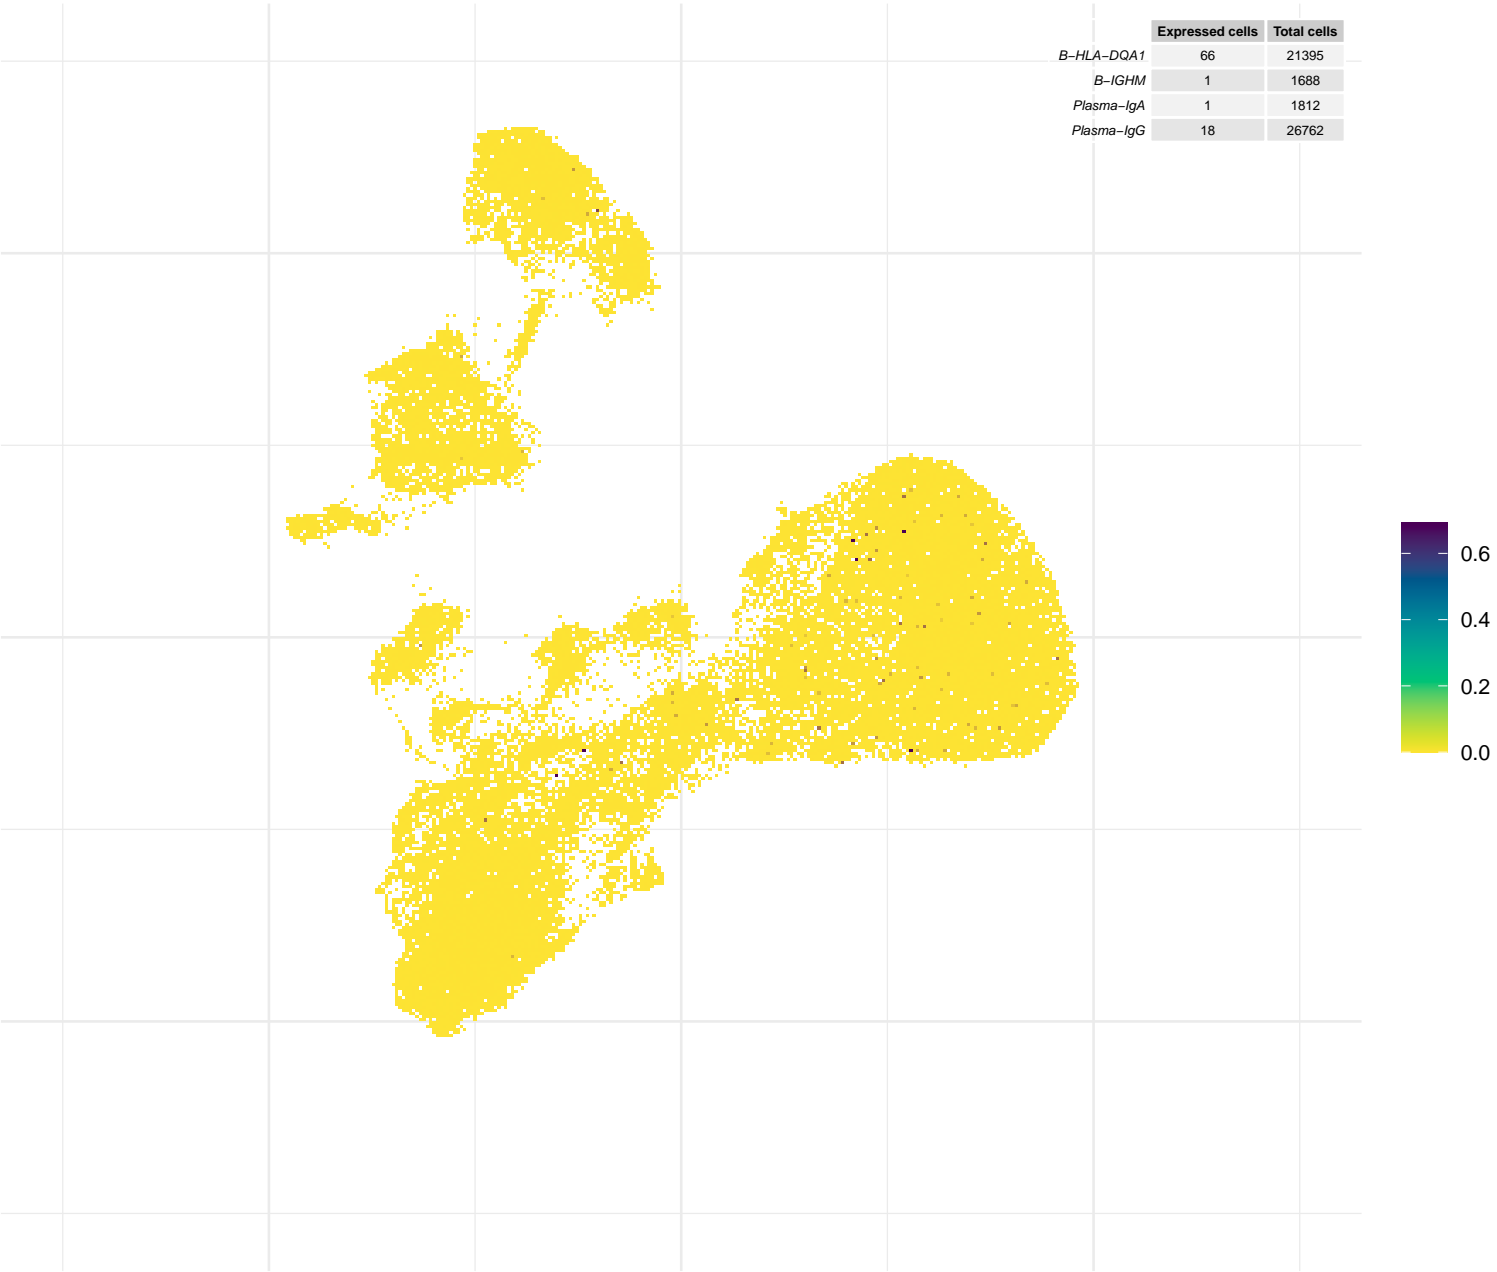 Expressed cells Total cells
B−HLA−DQA1 66 21395
B−IGHM 1 1688
Plasma−IgA 1 1812
Plasma−IgG 18 26762
0.6
0.4
0.2
0.0